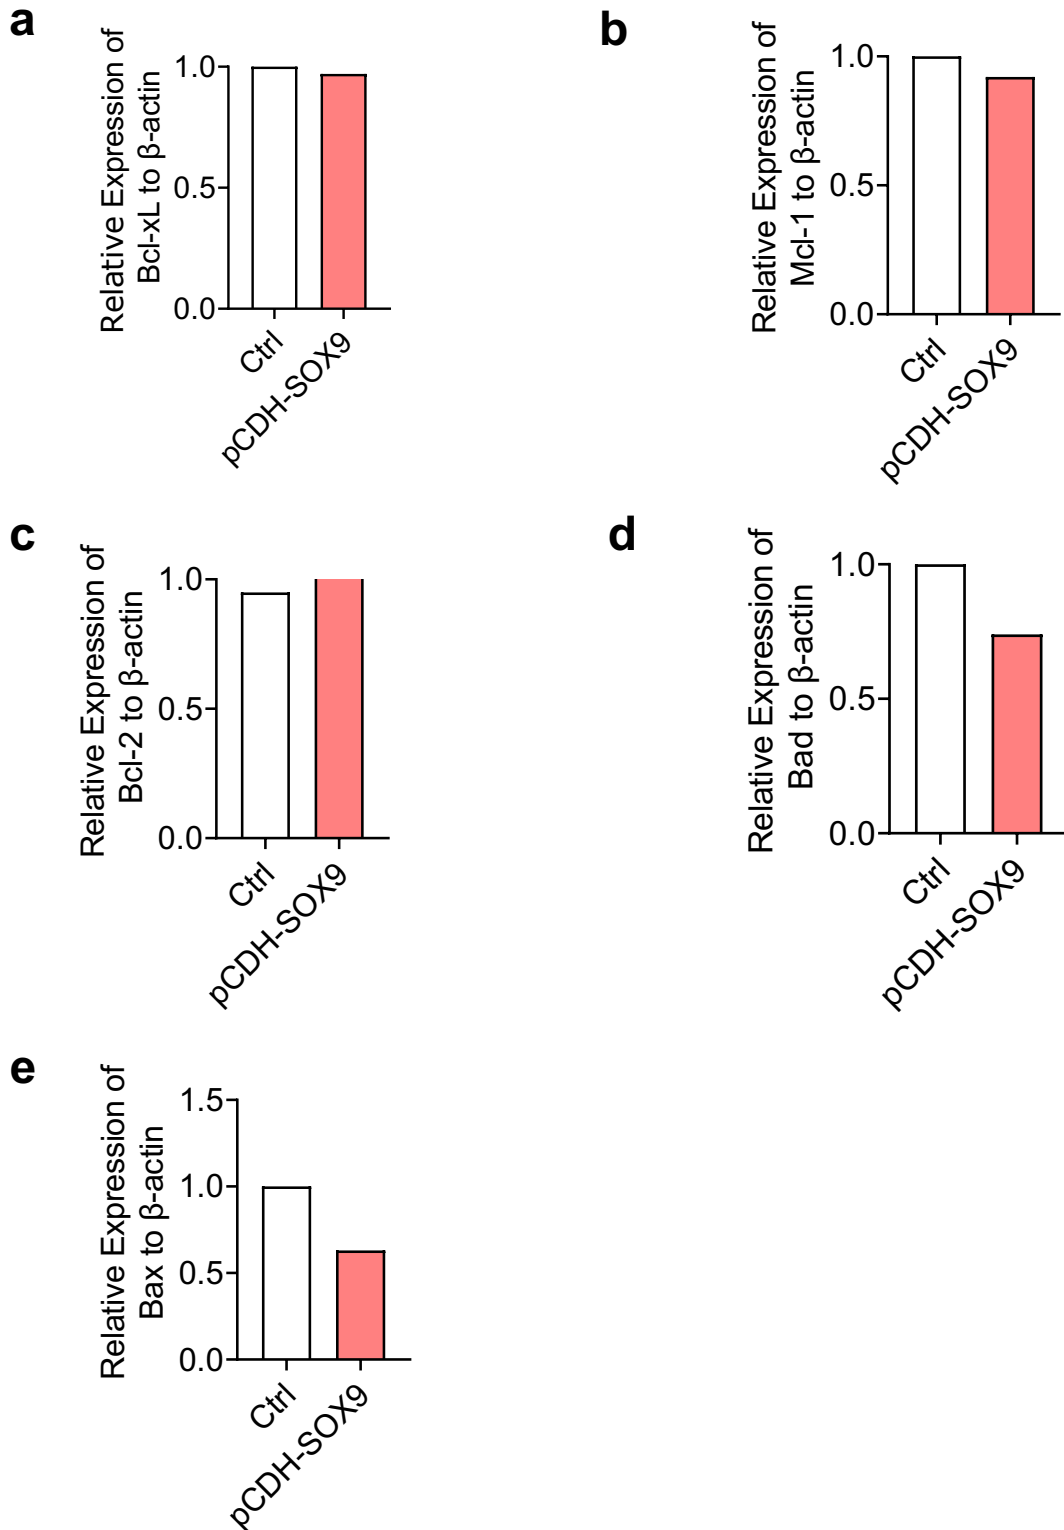 a
Relative Expression of
Bcl-xL to β-actin
1.0
0.5
0.0
Ctrl
pCDH-SOX9
b
Relative Expression of
Mcl-1 to β-actin
1.0
0.5
0.0
Ctrl
pCDH-SOX9
c
Relative Expression of
Bcl-2 to β-actin
1.0
0.5
0.0
Ctrl
pCDH-SOX9
d
Relative Expression of
Bad to β-actin
1.0
0.5
0.0
Ctrl
pCDH-SOX9
e
Relative Expression of
Bax to β-actin
1.5
1.0
0.5
0.0
Ctrl
pCDH-SOX9